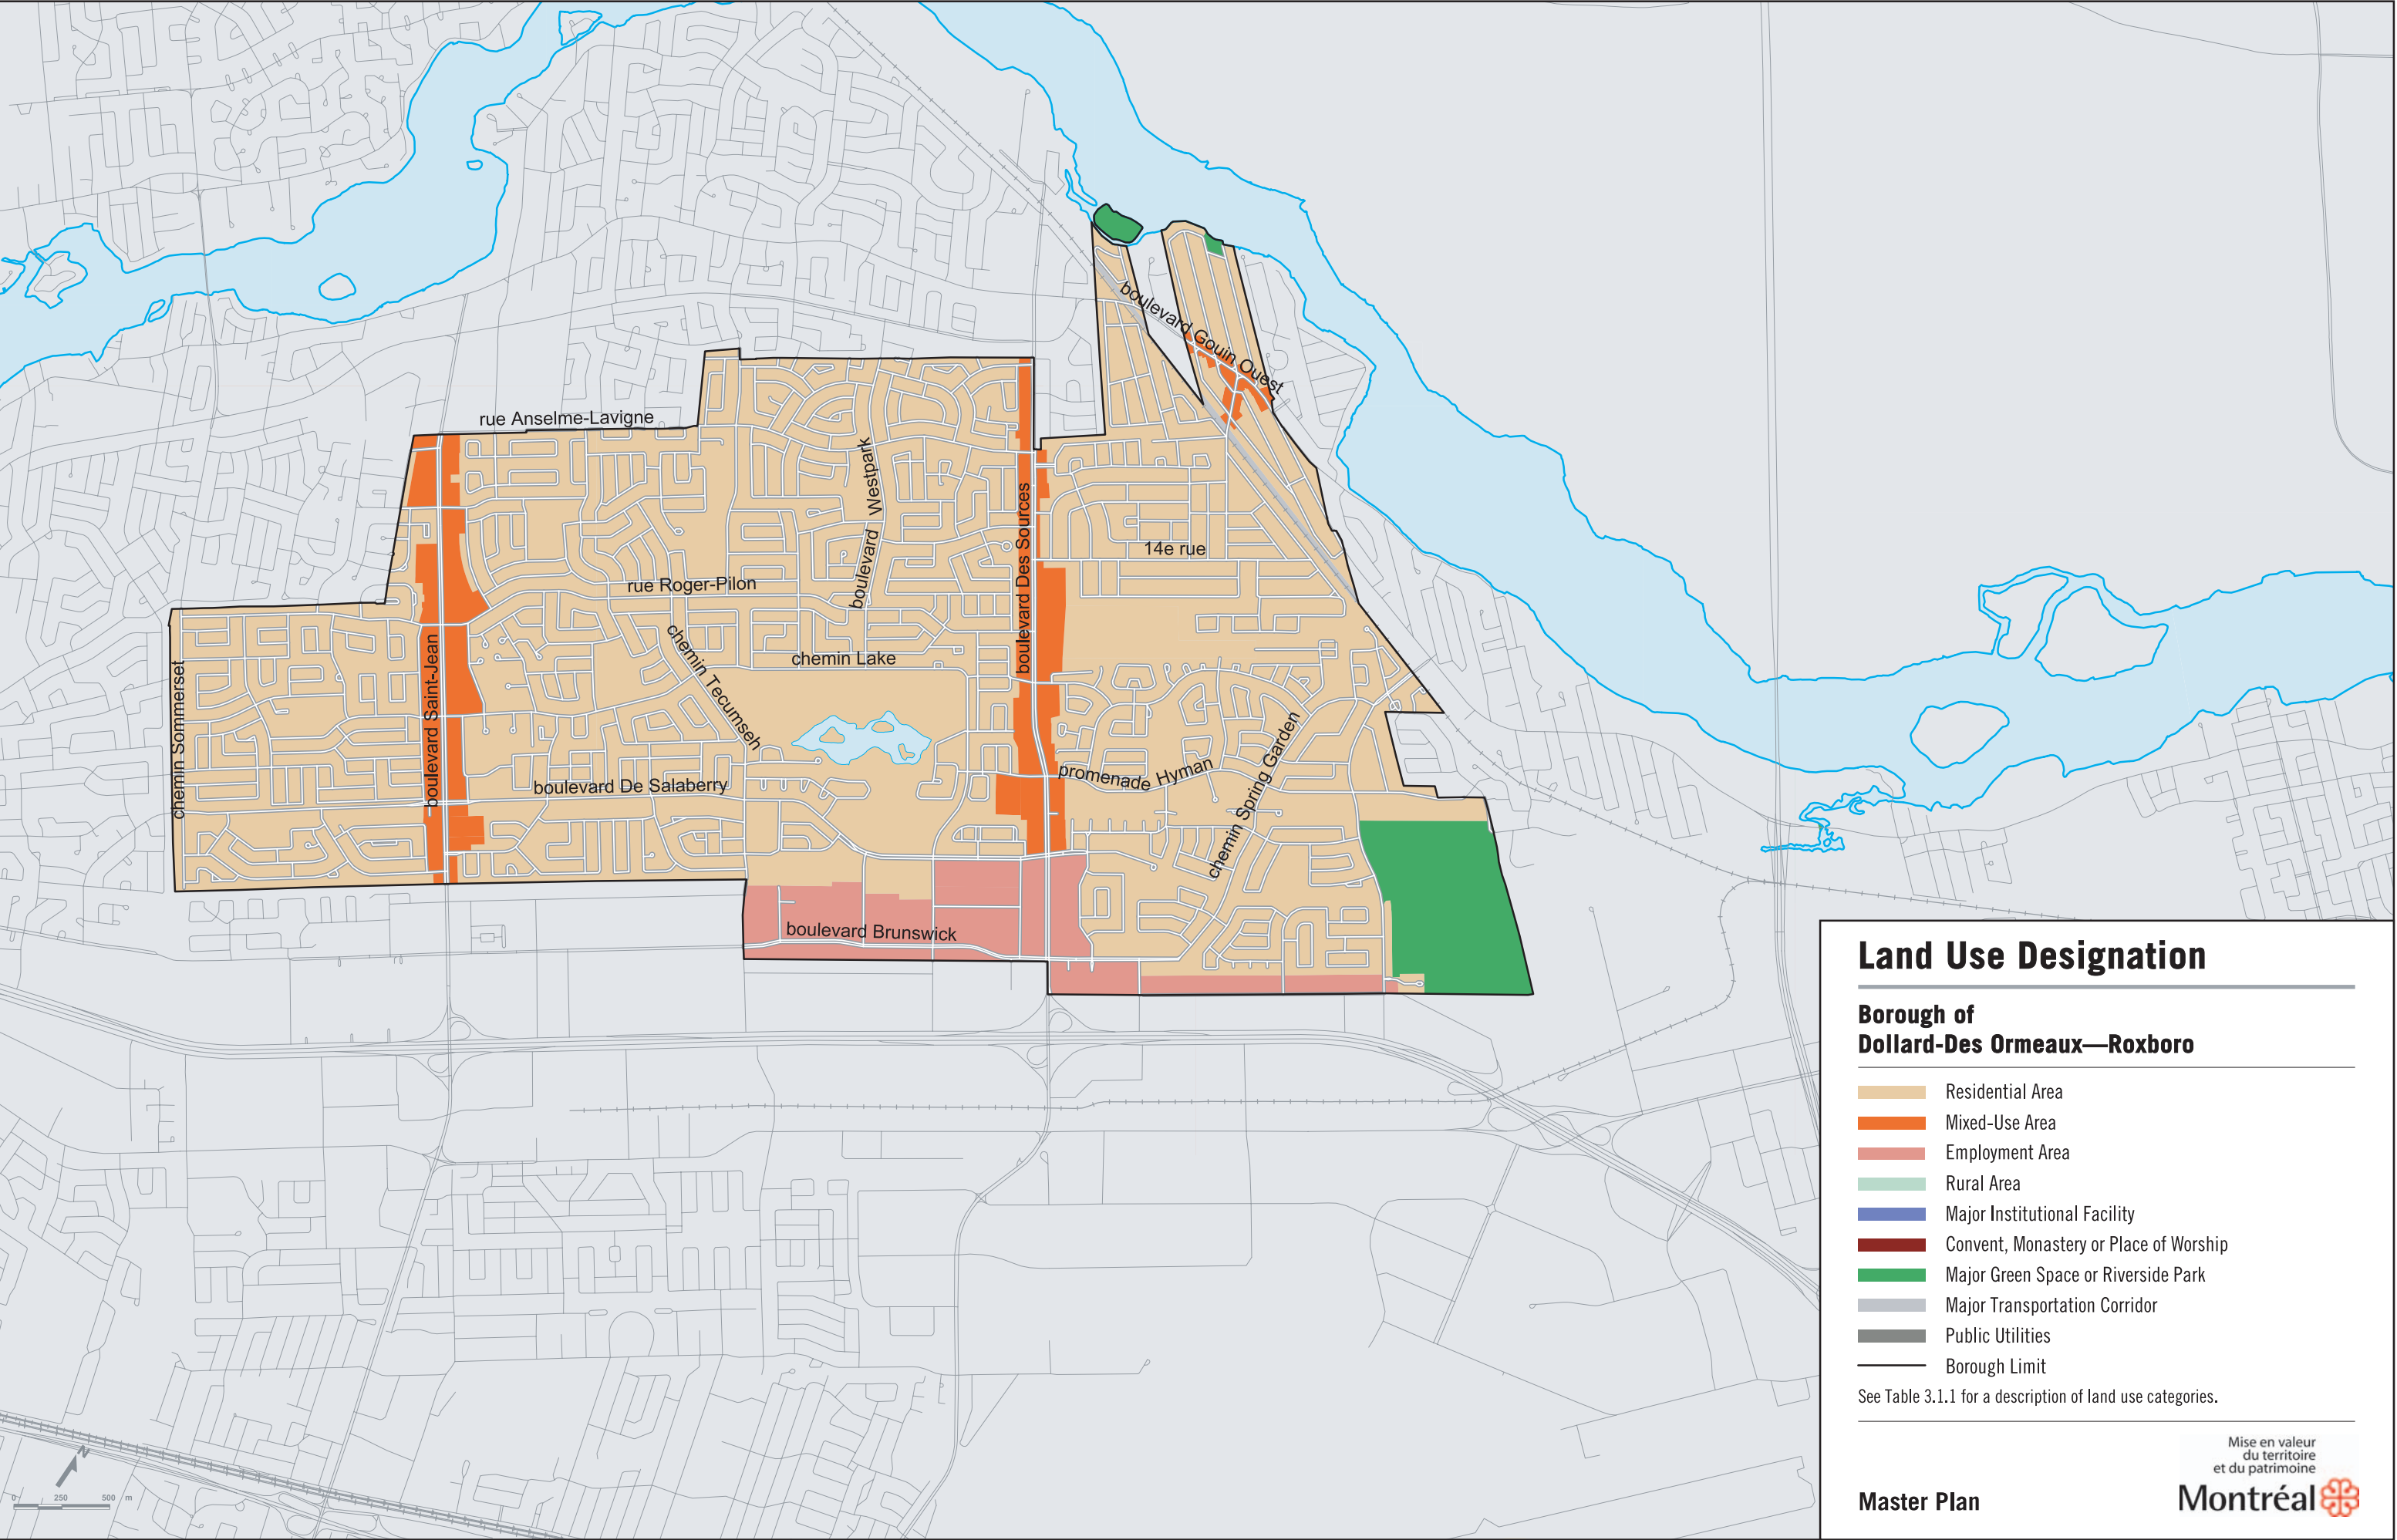 boulevard Gouin Ouest
rue Anselme-Lavigne
boulevard Westpark
boulevard Des Sources
14e rue
rue Roger-Pilon
chemin Tecumseh
chemin Lake
chemin Sommerset
boulevard Saint-Jean
boulevard De Salaberry
promenade Hyman
chemin Spring Garden
boulevard Brunswick
Land Use Designation
Borough of
Dollard-Des Ormeaux—Roxboro
Residential Area
Mixed-Use Area
Employment Area
Rural Area
Major Institutional Facility
Convent, Monastery or Place of Worship
Major Green Space or Riverside Park
Major Transportation Corridor
Public Utilities
Borough Limit
See Table 3.1.1 for a description of land use categories.
Mise en valeur
du territoire
et du patrimoine
Master Plan
Montréal
N
0 250 500 m